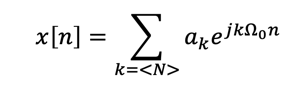 x[n] = ∑_{k=<N>} a_k e^{jkΩ_0 n}